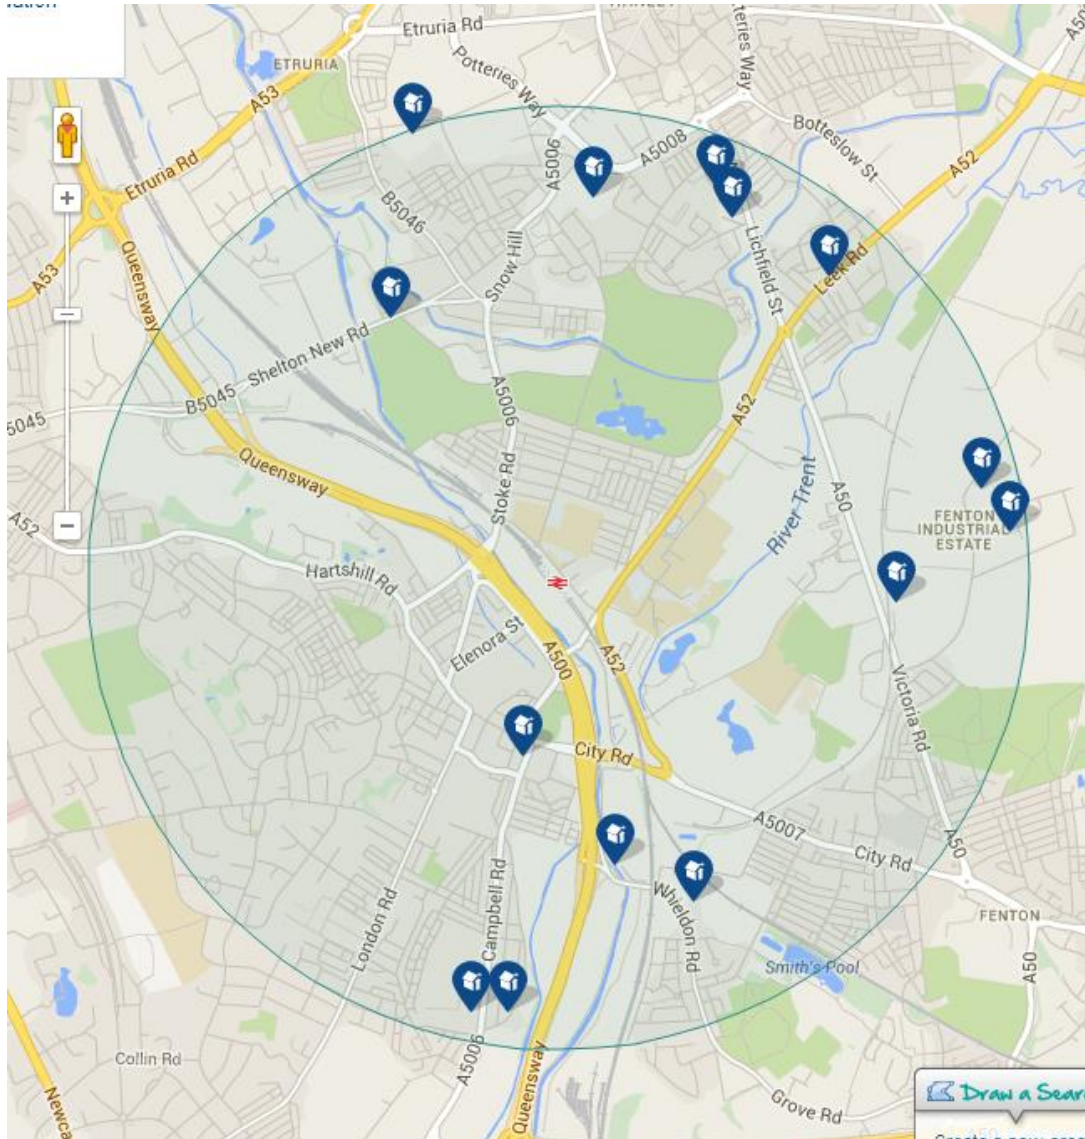 Etruria Rd
ETRURIA
Potteries Way
A53
A5006
A5008
Botteslow St
A52
Etruria Rd
B5046
A53
Queensway
Snow Hill
Lichfield St
Leek Rd
Shelton New Rd
B5045
5045
A5006
A52
Queensway
Stoke Rd
River Trent
A50
A52
FENTON
INDUSTRIAL
ESTATE
Hartshill Rd
Elenora St
A500
A52
Victoria Rd
City Rd
A5007
City Rd
A50
Campbell Rd
London Rd
Whieldon Rd
FENTON
Smith's Pool
A50
Collin Rd
A5006
Queensway
Grove Rd
Draw a Sear